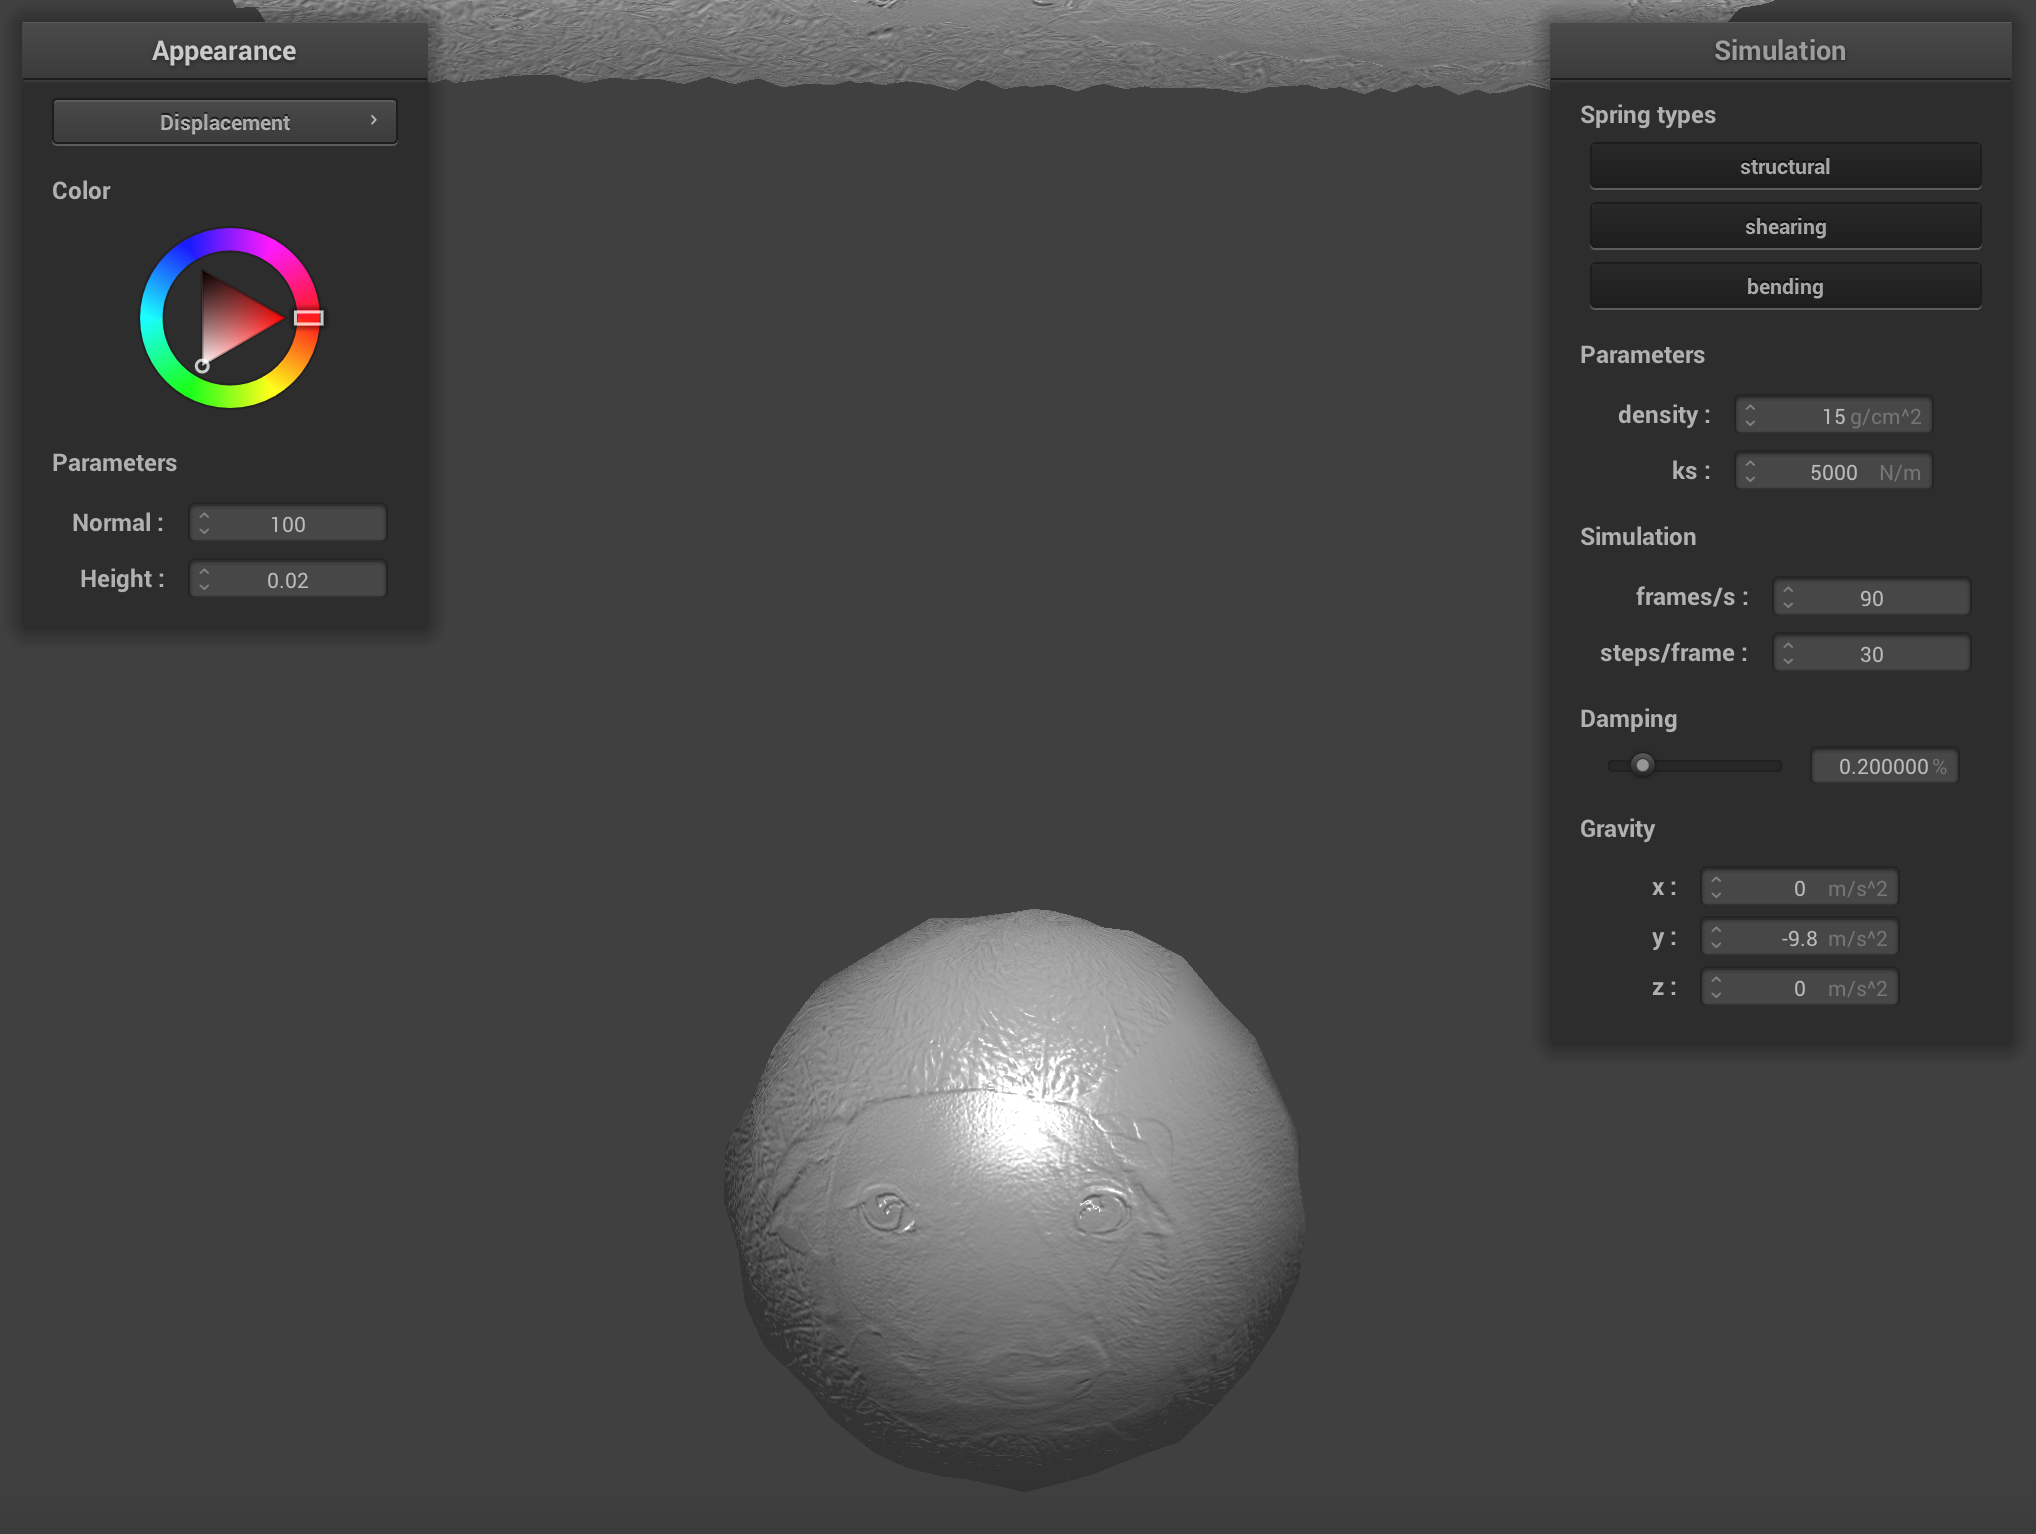 Appearance
Displacement
Color
Parameters
Normal : 100
Height : 0.02
Simulation
Spring types
structural
shearing
bending
Parameters
density : 15 g/cm^2
ks : 5000 N/m
Simulation
frames/s : 90
steps/frame : 30
Damping
0.200000 %
Gravity
x : 0 m/s^2
y : -9.8 m/s^2
z : 0 m/s^2